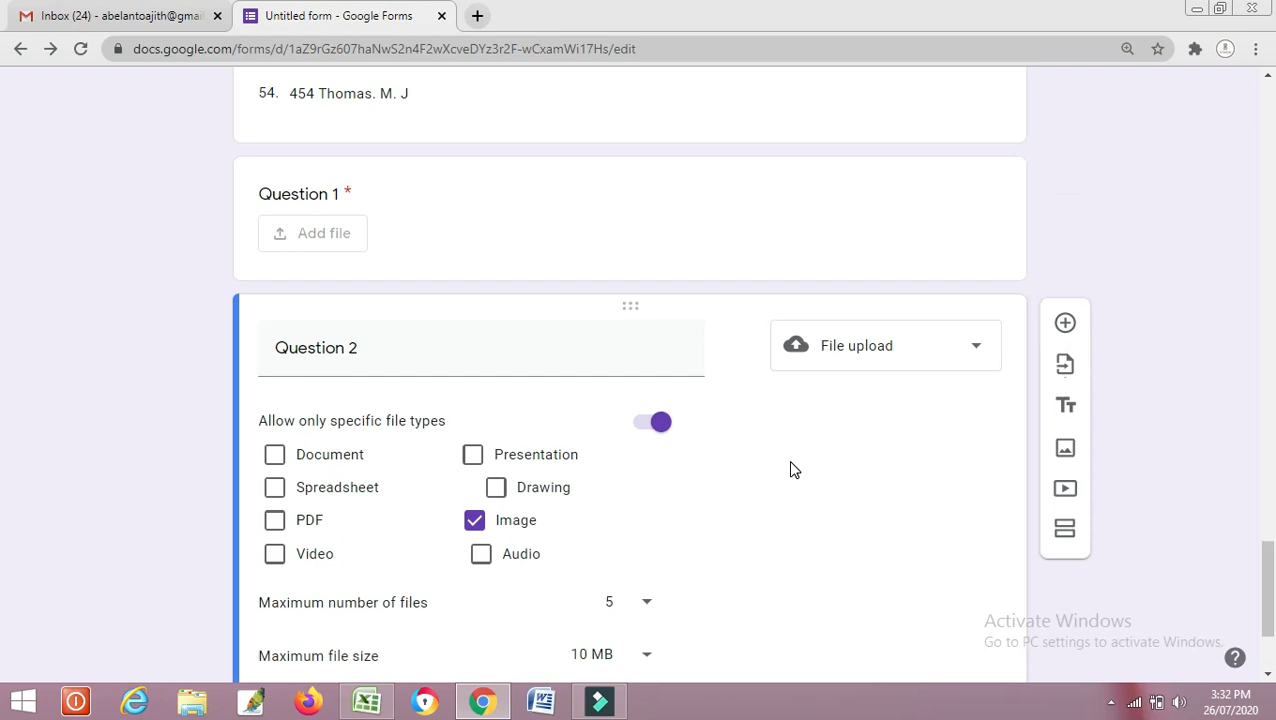 Inbox (24) - abelantoajith@gmail
Untitled form - Google Forms
docs.google.com/forms/d/1aZ9rGz607haNwS2n4F2wXcveDYz3r2F-wCxamWi17Hs/edit
54. 454 Thomas. M. J
Question 1 *
Add file
Question 2
File upload
Allow only specific file types
Document Presentation
Spreadsheet Drawing
PDF Image
Video Audio
Maximum number of files 5
Maximum file size 10 MB
Activate Windows
Go to PC settings to activate Windows.
3:32 PM
26/07/2020